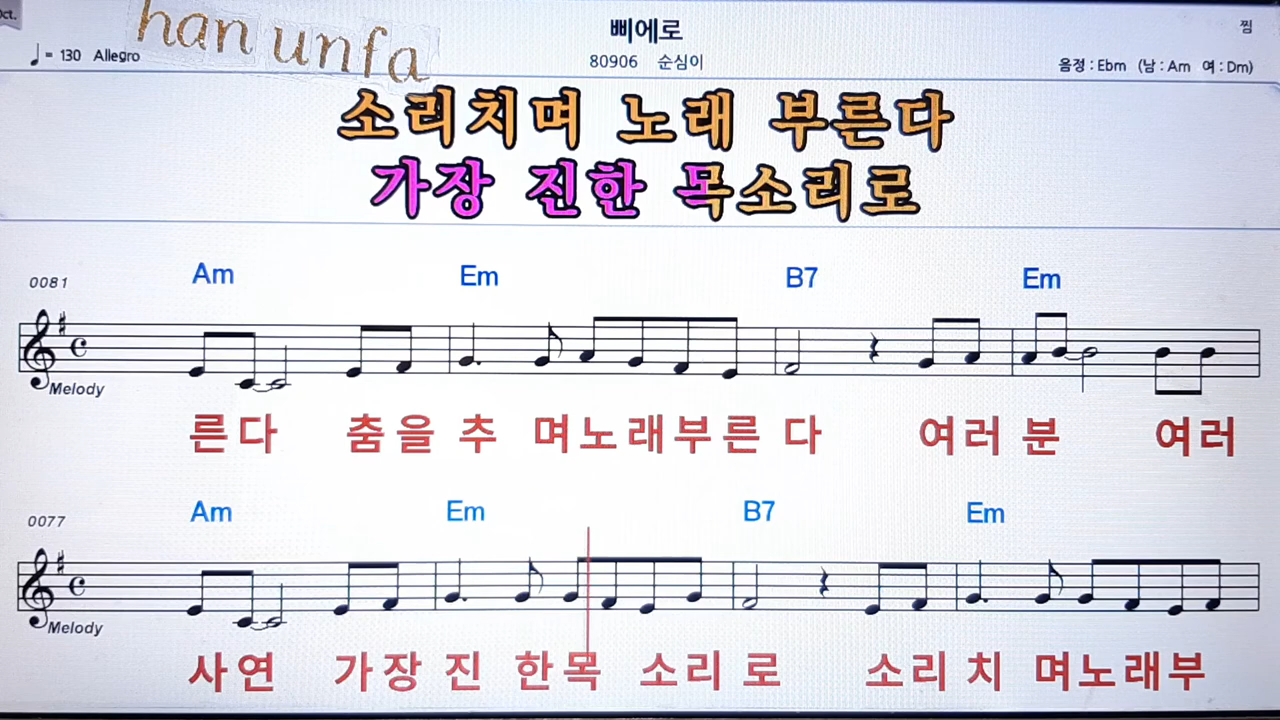 Oct.
han unfa
삐에로
찜
♩= 130 Allegro
80906 순심이
음정 : Ebm (남 : Am 여 : Dm)
소리치며 노래 부른다
가장 진한 목소리로
0081
Am Em B7 Em
Melody
른다 춤을 추 며노래부른 다 여러 분 여러
0077
Am Em B7 Em
Melody
사연 가장 진 한목 소리 로 소리 치 며노래부